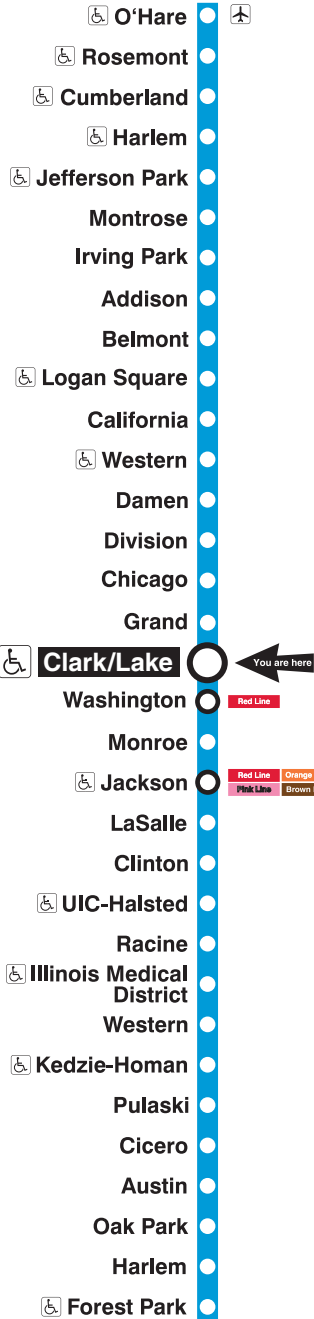 O'Hare
Rosemont
Cumberland
Harlem
Jefferson Park
Montrose
Irving Park
Addison
Belmont
Logan Square
California
Western
Damen
Division
Chicago
Grand
Clark/Lake
You are here
Washington
Red Line
Monroe
Jackson
Red Line Orange
Pink Line Brown
LaSalle
Clinton
UIC-Halsted
Racine
Illinois Medical
District
Western
Kedzie-Homan
Pulaski
Cicero
Austin
Oak Park
Harlem
Forest Park